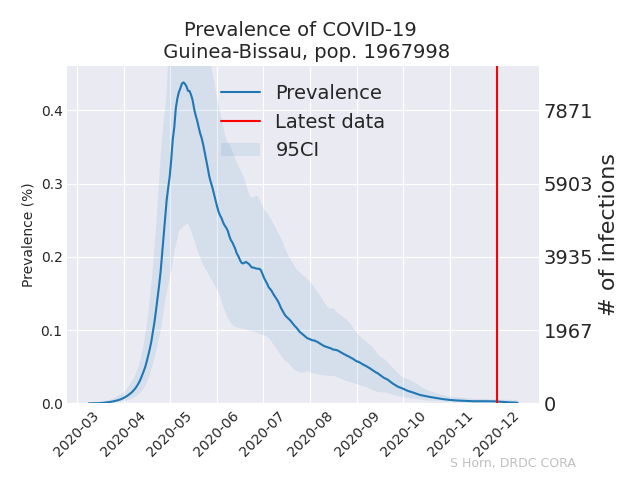 Prevalence of COVID-19
Guinea-Bissau, pop. 1967998
Prevalence
Latest data
95CI
Prevalence (%)
0.4
0.3
0.2
0.1
0.0
7871
5903
3935
1967
0
# of infections
2020-03
2020-04
2020-05
2020-06
2020-07
2020-08
2020-09
2020-10
2020-11
2020-12
S Horn, DRDC CORA